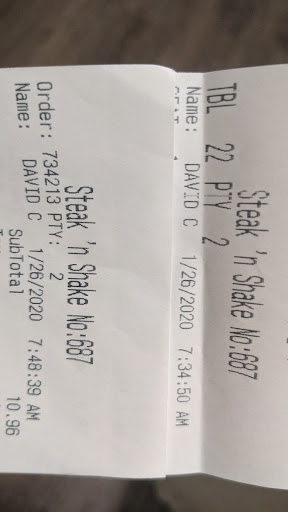 Steak 'n Shake No:687
TBL 22 PTY 2
Name: DAVID C 1/26/2020 7:34:50 AM
Steak 'n Shake No:687
Order: 734213 PTY: 2
Name: DAVID C 1/26/2020 7:48:39 AM
SubTotal 10.96